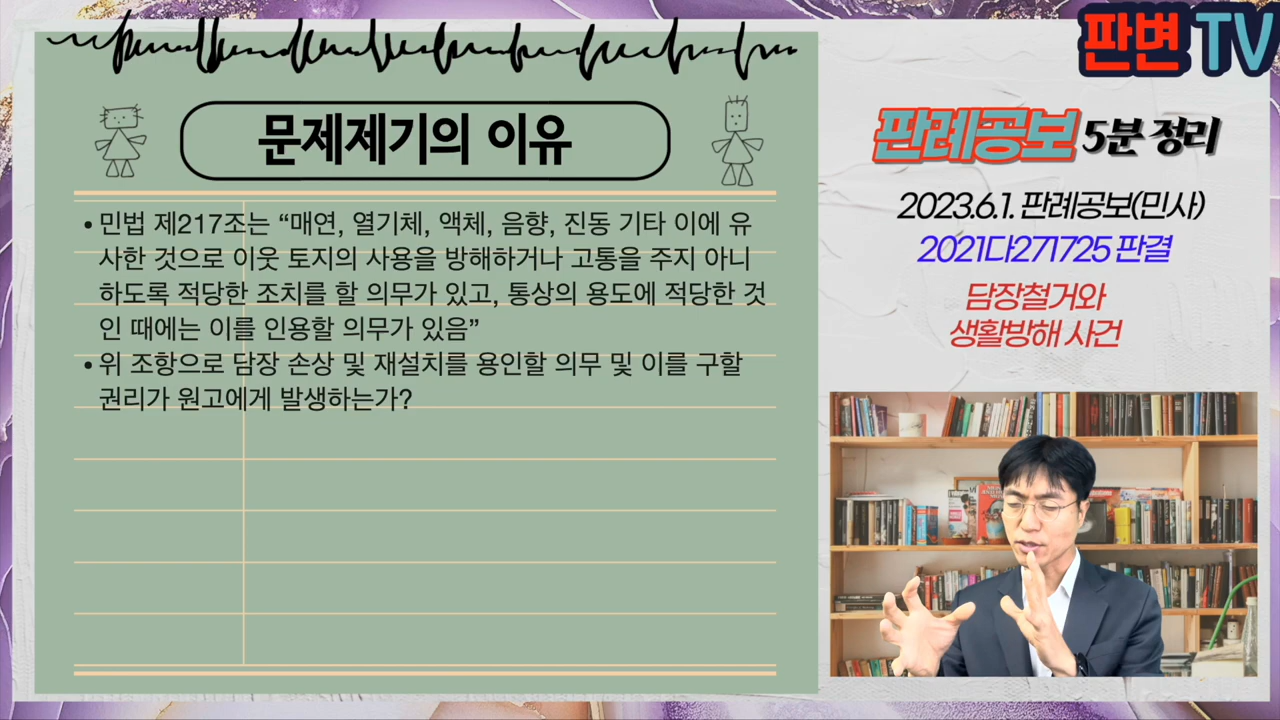 판변 TV
문제제기의 이유
• 민법 제217조는 “매연, 열기체, 액체, 음향, 진동 기타 이에 유
사한 것으로 이웃 토지의 사용을 방해하거나 고통을 주지 아니
하도록 적당한 조치를 할 의무가 있고, 통상의 용도에 적당한 것
인 때에는 이를 인용할 의무가 있음”
• 위 조항으로 담장 손상 및 재설치를 용인할 의무 및 이를 구할
권리가 원고에게 발생하는가?
판례공보 5분 정리
2023.6.1. 판례공보(민사)
2021다271725 판결
담장철거와
생활방해 사건